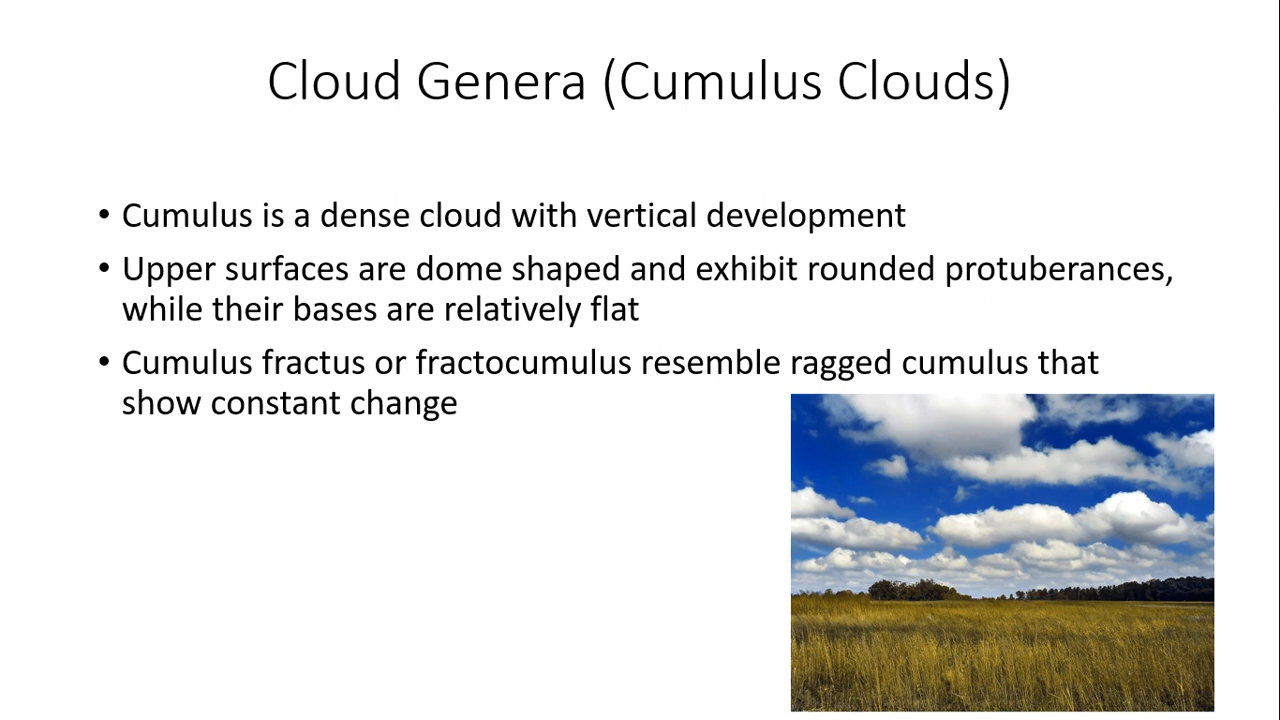 Cloud Genera (Cumulus Clouds)
• Cumulus is a dense cloud with vertical development
• Upper surfaces are dome shaped and exhibit rounded protuberances,
while their bases are relatively flat
• Cumulus fractus or fractocumulus resemble ragged cumulus that
show constant change